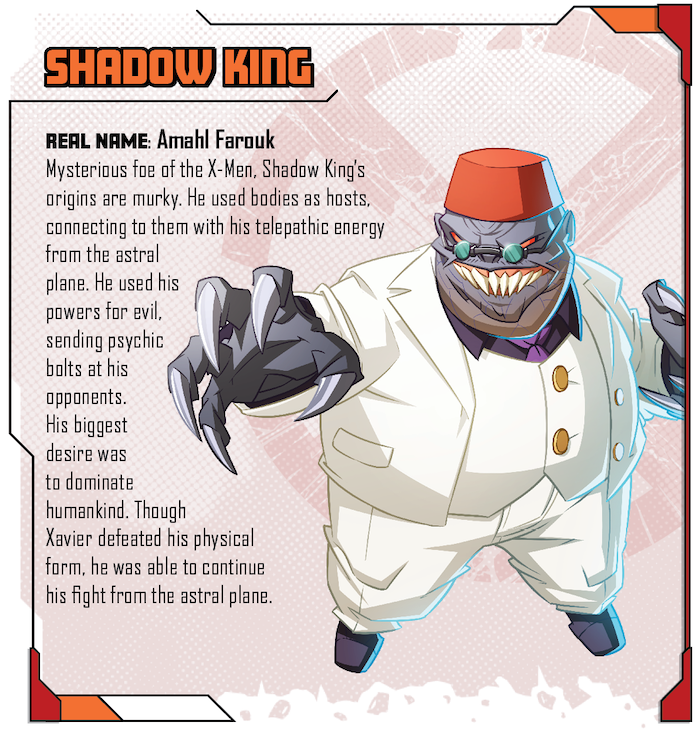 SHADOW KING
REAL NAME: Amahl Farouk
Mysterious foe of the X-Men, Shadow King's
origins are murky. He used bodies as hosts,
connecting to them with his telepathic energy
from the astral
plane. He used his
powers for evil,
sending psychic
bolts at his
opponents.
His biggest
desire was
to dominate
humankind. Though
Xavier defeated his physical
form, he was able to continue
his fight from the astral plane.